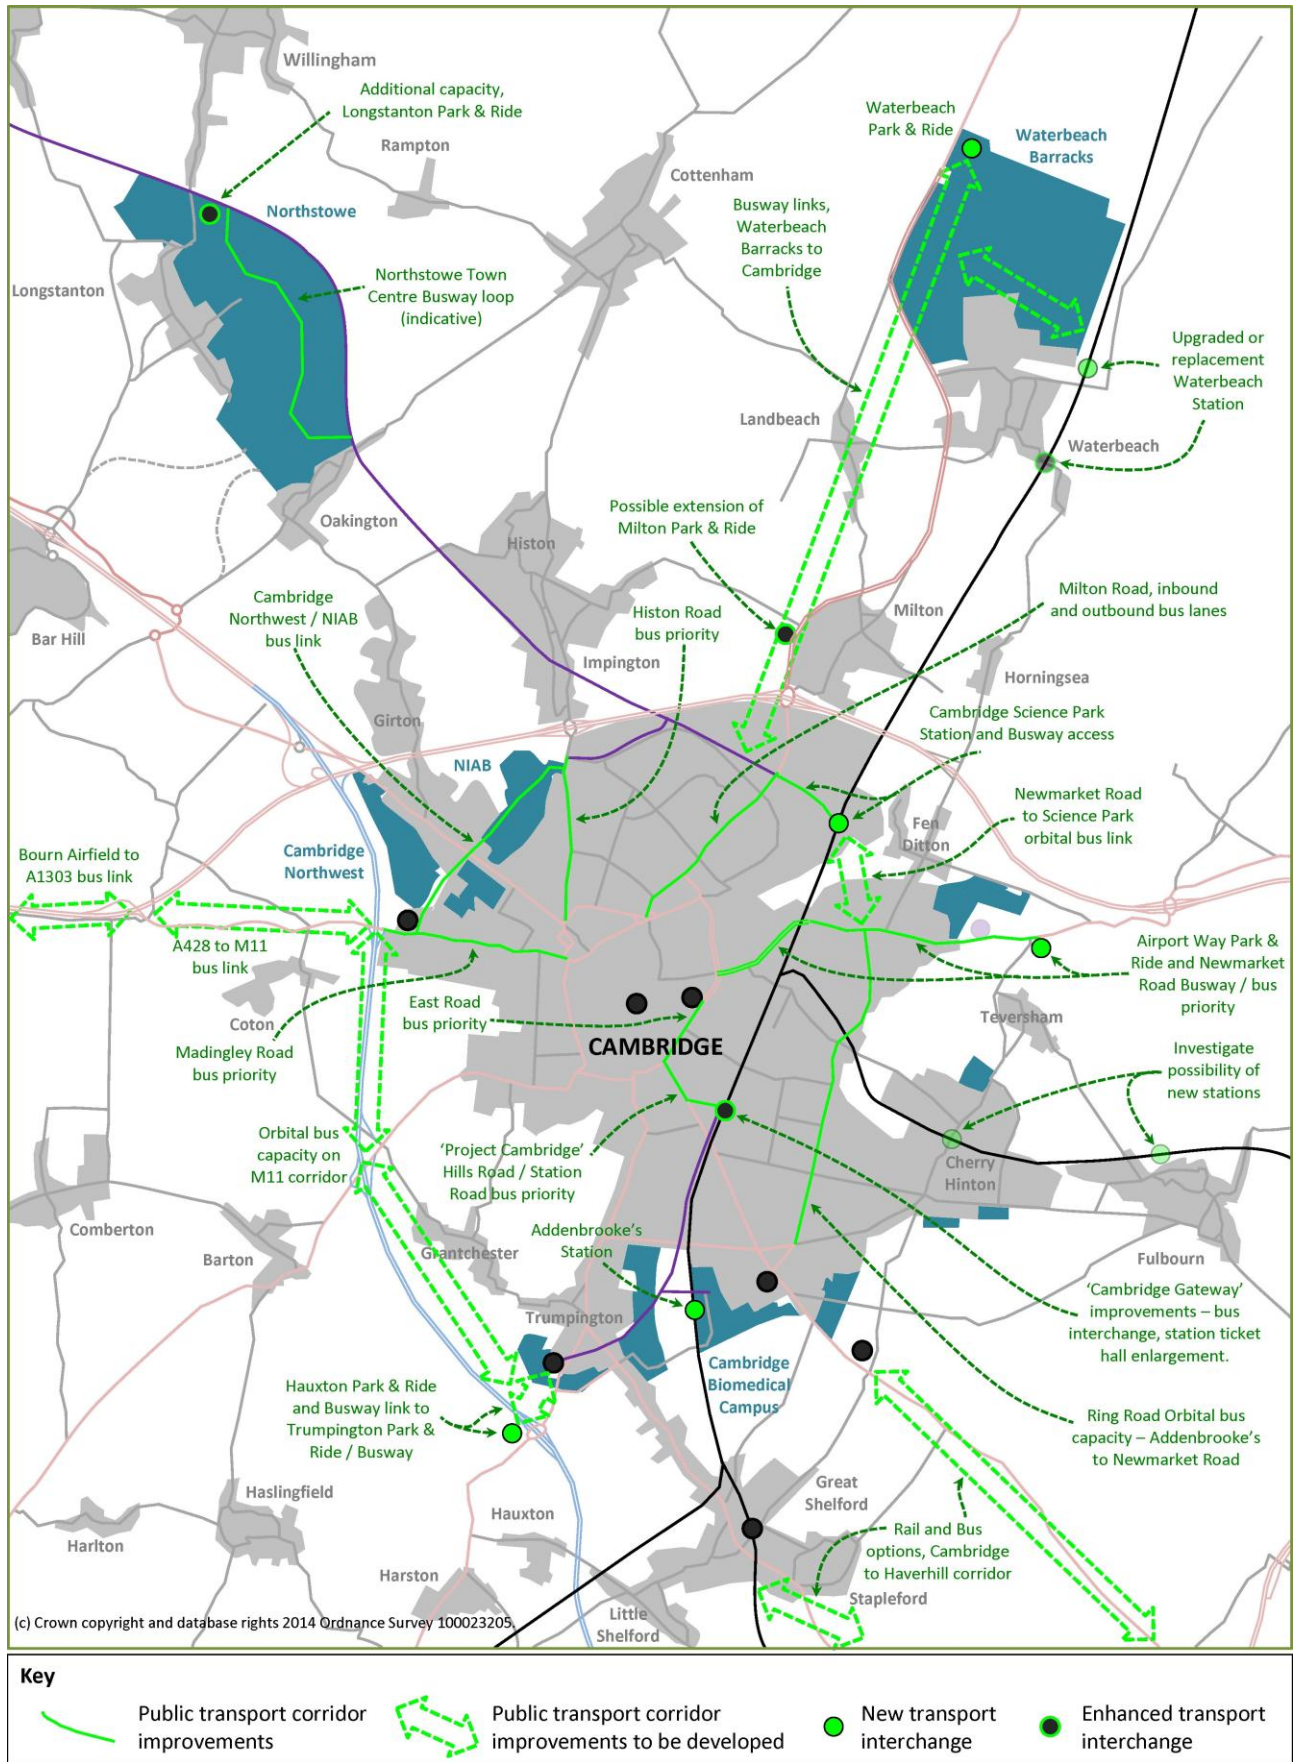 Willingham
Additional capacity,
Longstanton Park & Ride
Rampton
Waterbeach
Park & Ride
Waterbeach
Barracks
Cottenham
Northstowe
Busway links,
Waterbeach
Barracks to
Cambridge
Longstanton
Northstowe Town
Centre Busway loop
(indicative)
Upgraded or
replacement
Waterbeach
Station
Landbeach
Waterbeach
Possible extension of
Milton Park & Ride
Oakington
Histon
Cambridge
Northwest / NIAB
bus link
Histon Road
bus priority
Milton
Milton Road, inbound
and outbound bus lanes
Bar Hill
Impington
Horningsea
Girton
Cambridge Science Park
Station and Busway access
NIAB
Newmarket Road
to Science Park
orbital bus link
Fen
Ditton
Bourn Airfield to
A1303 bus link
Cambridge
Northwest
A428 to M11
bus link
Airport Way Park &
Ride and Newmarket
Road Busway / bus
priority
East Road
bus priority
Coton
Teversham
Madingley Road
bus priority
CAMBRIDGE
Investigate
possibility of
new stations
Orbital bus
capacity on
M11 corridor
'Project Cambridge'
Hills Road / Station
Road bus priority
Cherry
Hinton
Comberton
Barton
Grantchester
Addenbrooke's
Station
Fulbourn
Trumpington
'Cambridge Gateway'
improvements – bus
interchange, station ticket
hall enlargement.
Cambridge
Biomedical
Campus
Hauxton Park & Ride
and Busway link to
Trumpington Park &
Ride / Busway
Ring Road Orbital bus
capacity – Addenbrooke's
to Newmarket Road
Haslingfield
Great
Shelford
Hauxton
Harlton
Rail and Bus
options, Cambridge
to Haverhill corridor
Harston
Stapleford
Little
Shelford
(c) Crown copyright and database rights 2014 Ordnance Survey 100023205.
Key
Public transport corridor
improvements
Public transport corridor
improvements to be developed
New transport
interchange
Enhanced transport
interchange